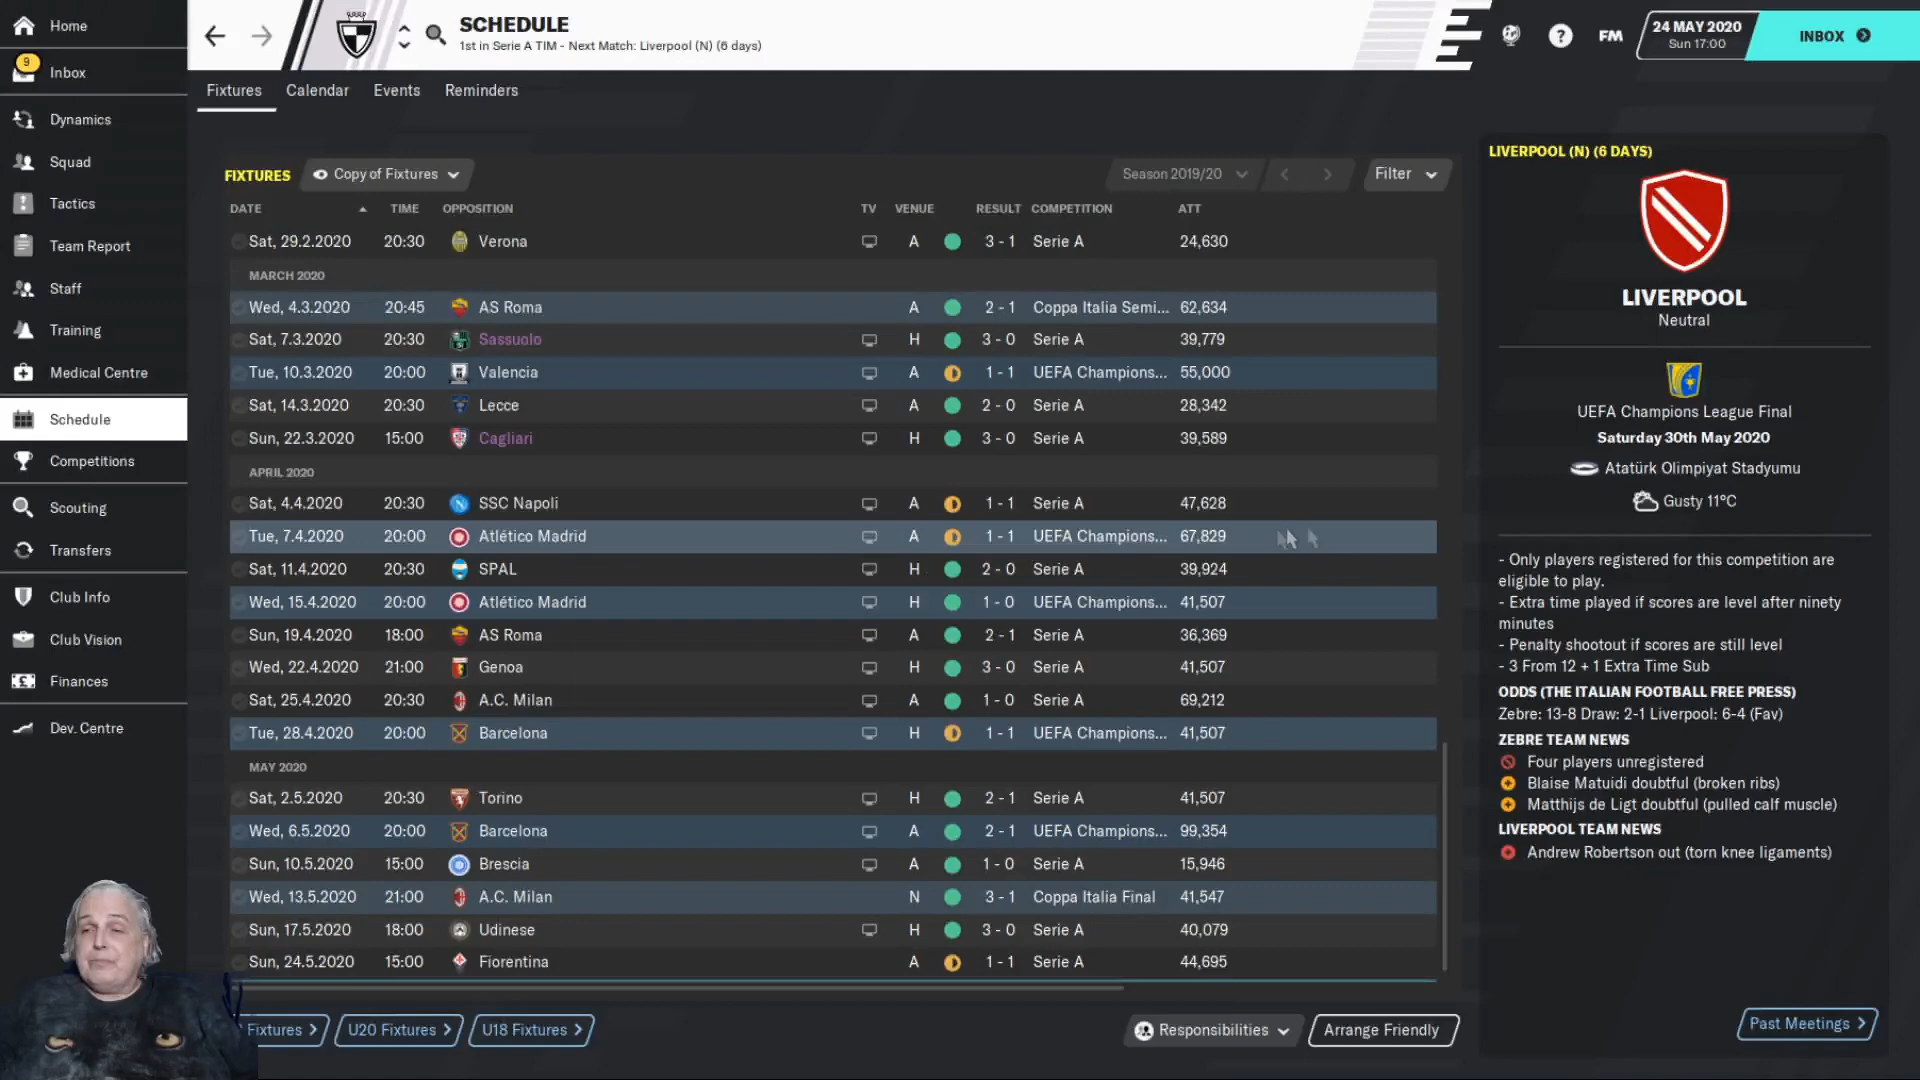 Home
9
Inbox
Dynamics
Squad
Tactics
Team Report
Staff
Training
Medical Centre
Schedule
Competitions
Scouting
Transfers
Club Info
Club Vision
Finances
Dev. Centre
SCHEDULE
1st in Serie A TIM - Next Match: Liverpool (N) (6 days)
?
FM
24 MAY 2020
Sun 17:00
INBOX
Fixtures Calendar Events Reminders
FIXTURES Copy of Fixtures Season 2019/20 Filter
DATE TIME OPPOSITION TV VENUE RESULT COMPETITION ATT
Sat, 29.2.2020 20:30 Verona A 3 - 1 Serie A 24,630
MARCH 2020
Wed, 4.3.2020 20:45 AS Roma A 2 - 1 Coppa Italia Semi... 62,634
Sat, 7.3.2020 20:30 Sassuolo H 3 - 0 Serie A 39,779
Tue, 10.3.2020 20:00 Valencia A 1 - 1 UEFA Champions... 55,000
Sat, 14.3.2020 20:30 Lecce A 2 - 0 Serie A 28,342
Sun, 22.3.2020 15:00 Cagliari H 3 - 0 Serie A 39,589
APRIL 2020
Sat, 4.4.2020 20:30 SSC Napoli A 1 - 1 Serie A 47,628
Tue, 7.4.2020 20:00 Atlético Madrid A 1 - 1 UEFA Champions... 67,829
Sat, 11.4.2020 20:30 SPAL H 2 - 0 Serie A 39,924
Wed, 15.4.2020 20:00 Atlético Madrid H 1 - 0 UEFA Champions... 41,507
Sun, 19.4.2020 18:00 AS Roma A 2 - 1 Serie A 36,369
Wed, 22.4.2020 21:00 Genoa H 3 - 0 Serie A 41,507
Sat, 25.4.2020 20:30 A.C. Milan A 1 - 0 Serie A 69,212
Tue, 28.4.2020 20:00 Barcelona H 1 - 1 UEFA Champions... 41,507
MAY 2020
Sat, 2.5.2020 20:30 Torino H 2 - 1 Serie A 41,507
Wed, 6.5.2020 20:00 Barcelona A 2 - 1 UEFA Champions... 99,354
Sun, 10.5.2020 15:00 Brescia A 1 - 0 Serie A 15,946
Wed, 13.5.2020 21:00 A.C. Milan N 3 - 1 Coppa Italia Final 41,547
Sun, 17.5.2020 18:00 Udinese H 3 - 0 Serie A 40,079
Sun, 24.5.2020 15:00 Fiorentina A 1 - 1 Serie A 44,695
Fixtures U20 Fixtures U18 Fixtures Responsibilities Arrange Friendly
LIVERPOOL (N) (6 DAYS)
LIVERPOOL
Neutral
UEFA Champions League Final
Saturday 30th May 2020
Atatürk Olimpiyat Stadyumu
Gusty 11°C
- Only players registered for this competition are
eligible to play.
- Extra time played if scores are level after ninety
minutes
- Penalty shootout if scores are still level
- 3 From 12 + 1 Extra Time Sub
ODDS (THE ITALIAN FOOTBALL FREE PRESS)
Zebre: 13-8 Draw: 2-1 Liverpool: 6-4 (Fav)
ZEBRE TEAM NEWS
Four players unregistered
Blaise Matuidi doubtful (broken ribs)
Matthijs de Ligt doubtful (pulled calf muscle)
LIVERPOOL TEAM NEWS
Andrew Robertson out (torn knee ligaments)
Past Meetings